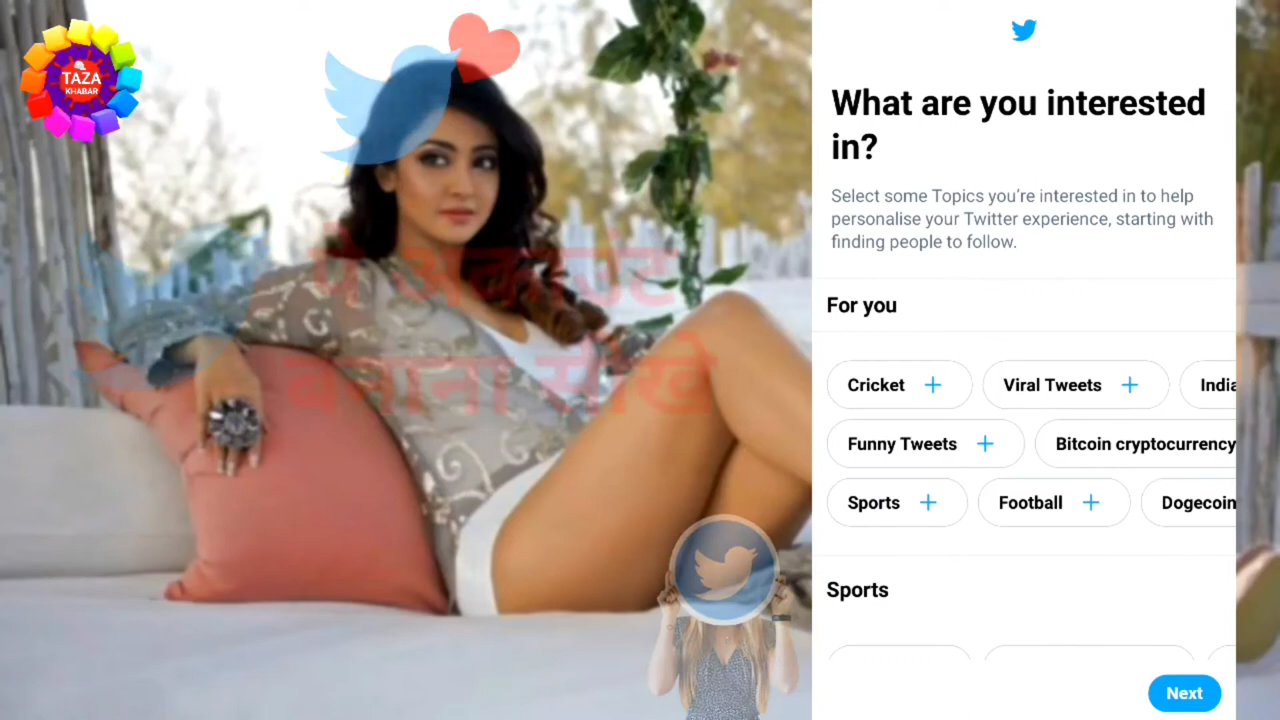 TAZA
KHABAR
पे अकाउंट
बनाना सीखे
What are you interested
in?
Select some Topics you're interested in to help
personalise your Twitter experience, starting with
finding people to follow.
For you
Cricket +
Viral Tweets +
India
Funny Tweets +
Bitcoin cryptocurrency
Sports +
Football +
Dogecoin
Sports
Next